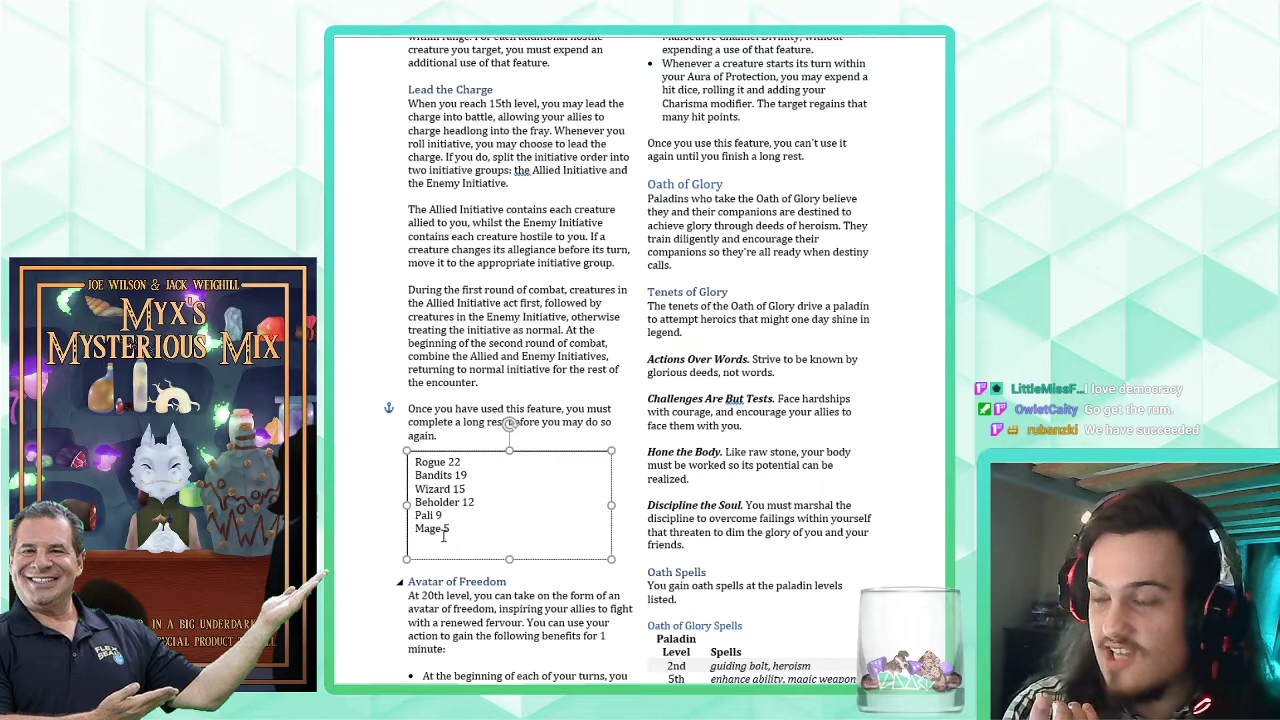 within range. For each additional hostile
creature you target, you must expend an
additional use of that feature.
Lead the Charge
When you reach 15th level, you may lead the
charge into battle, allowing your allies to
charge headlong into the fray. Whenever you
roll initiative, you may choose to lead the
charge. If you do, split the initiative order into
two initiative groups: the Allied Initiative and
the Enemy Initiative.
The Allied Initiative contains each creature
allied to you, whilst the Enemy Initiative
contains each creature hostile to you. If a
creature changes its allegiance before its turn,
move it to the appropriate initiative group.
During the first round of combat, creatures in
the Allied Initiative act first, followed by
creatures in the Enemy Initiative, otherwise
treating the initiative as normal. At the
beginning of the second round of combat,
combine the Allied and Enemy Initiatives,
returning to normal initiative for the rest of
the encounter.
Once you have used this feature, you must
complete a long rest before you may do so
again.
Rogue 22
Bandits 19
Wizard 15
Beholder 12
Pali 9
Mage 5
Avatar of Freedom
At 20th level, you can take on the form of an
avatar of freedom, inspiring your allies to fight
with a renewed fervour. You can use your
action to gain the following benefits for 1
minute:
• At the beginning of each of your turns, you
Manoeuvre Channel Divinity, without
expending a use of that feature.
• Whenever a creature starts its turn within
your Aura of Protection, you may expend a
hit dice, rolling it and adding your
Charisma modifier. The target regains that
many hit points.
Once you use this feature, you can't use it
again until you finish a long rest.
Oath of Glory
Paladins who take the Oath of Glory believe
they and their companions are destined to
achieve glory through deeds of heroism. They
train diligently and encourage their
companions so they're all ready when destiny
calls.
Tenets of Glory
The tenets of the Oath of Glory drive a paladin
to attempt heroics that might one day shine in
legend.
Actions Over Words. Strive to be known by
glorious deeds, not words.
Challenges Are But Tests. Face hardships
with courage, and encourage your allies to
face them with you.
Hone the Body. Like raw stone, your body
must be worked so its potential can be
realized.
Discipline the Soul. You must marshal the
discipline to overcome failings within yourself
that threaten to dim the glory of you and your
friends.
Oath Spells
You gain oath spells at the paladin levels
listed.
Oath of Glory Spells
Paladin
Level Spells
2nd guiding bolt, heroism
5th enhance ability, magic weapon
JOE WILSON & JACK WEIGHILL
MYX'S
MYSTERIOUS MIX
IN A BIG UNDERDARK
PRODUCT
FLEX
SEAL
LittleMissF... I love democracy
OwletCaity Go get the rum.
rubenzki We have succeeded